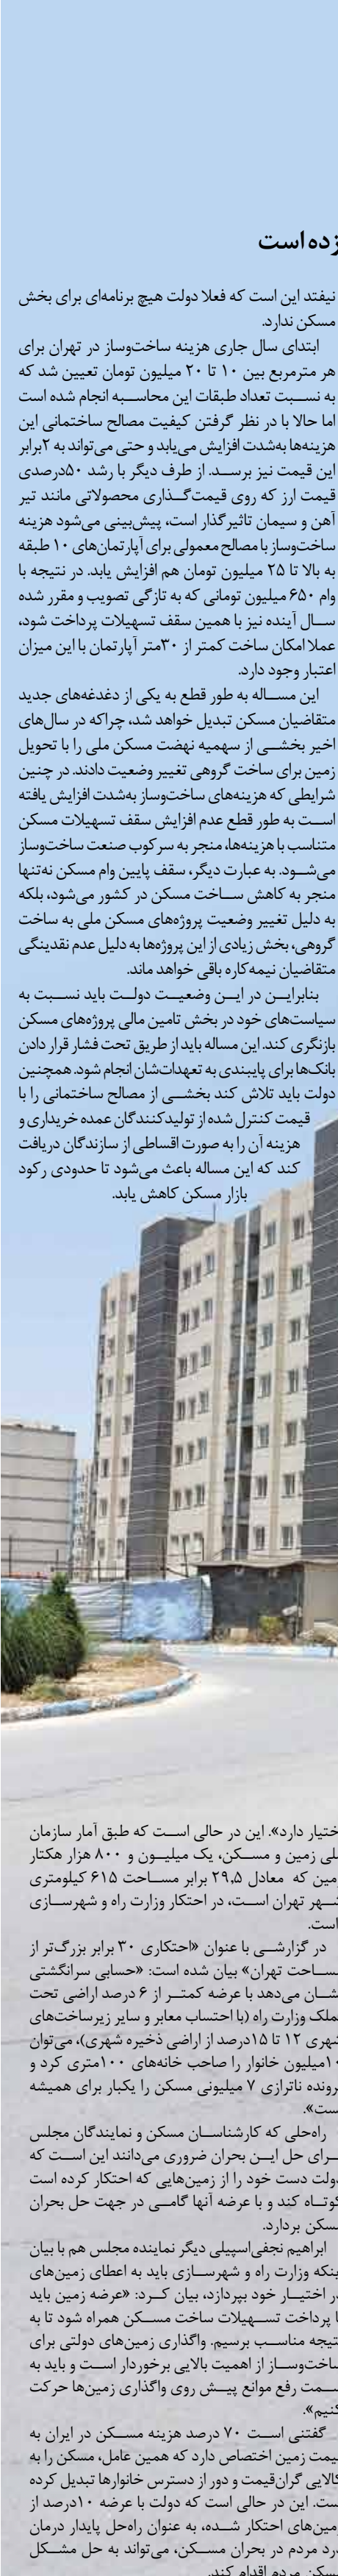 زده است
نیفتد این است که فعلا دولت هیچ برنامه‌ای برای بخش
مسکن ندارد.
ابتدای سال جاری هزینه ساخت‌وساز در تهران برای
هر مترمربع بین ۱۰ تا ۲۰ میلیون تومان تعیین شد که
به نسبت تعداد طبقات این محاسبه انجام شده است
اما حالا با در نظر گرفتن کیفیت مصالح ساختمانی این
هزینه‌ها به‌شدت افزایش می‌یابد و حتی می‌تواند به ۲برابر
این قیمت نیز برسد. از طرف دیگر با رشد ۵۰درصدی
قیمت ارز که روی قیمت‌گذاری محصولاتی مانند تیر
آهن و سیمان تاثیرگذار است، پیش‌بینی می‌شود هزینه
ساخت‌وساز با مصالح معمولی برای آپارتمان‌های ۱۰ طبقه
به بالا تا ۲۵ میلیون تومان هم افزایش یابد. در نتیجه با
وام ۶۵۰ میلیون تومانی که به تازگی تصویب و مقرر شده
سال آینده نیز با همین سقف تسهیلات پرداخت شود،
عملا امکان ساخت کمتر از ۳۰متر آپارتمان با این میزان
اعتبار وجود دارد.
این مساله به طور قطع به یکی از دغدغه‌های جدید
متقاضیان مسکن تبدیل خواهد شد، چراکه در سال‌های
اخیر بخشی از سهمیه نهضت مسکن ملی را با تحویل
زمین برای ساخت گروهی تغییر وضعیت دادند. در چنین
شرایطی که هزینه‌های ساخت‌وساز به‌شدت افزایش یافته
است به طور قطع عدم افزایش سقف تسهیلات مسکن
متناسب با هزینه‌ها، منجر به سرکوب صنعت ساخت‌وساز
می‌شود. به عبارت دیگر، سقف پایین وام مسکن نه‌تنها
منجر به کاهش ساخت مسکن در کشور می‌شود، بلکه
به دلیل تغییر وضعیت پروژه‌های مسکن ملی به ساخت
گروهی، بخش زیادی از این پروژه‌ها به دلیل عدم نقدینگی
متقاضیان نیمه‌کاره باقی خواهد ماند.
بنابراین در این وضعیت دولت باید نسبت به
سیاست‌های خود در بخش تامین مالی پروژه‌های مسکن
بازنگری کند. این مساله باید از طریق تحت فشار قرار دادن
بانک‌ها برای پایبندی به تعهدات‌شان انجام شود. همچنین
دولت باید تلاش کند بخشی از مصالح ساختمانی را با
قیمت کنترل شده از تولیدکنندگان عمده خریداری و
هزینه آن را به صورت اقساطی از سازندگان دریافت
کند که این مساله باعث می‌شود تا حدودی رکود
بازار مسکن کاهش یابد.
ختیار دارد». این در حالی است که طبق آمار سازمان
ملی زمین و مسکن، یک میلیون و ۸۰۰ هزار هکتار
زمین که معادل ۲۹٫۵ برابر مساحت ۶۱۵ کیلومتری
شهر تهران است، در احتکار وزارت راه و شهرسازی
است.
در گزارشی با عنوان «احتکاری ۳۰ برابر بزرگ‌تر از
مساحت تهران» بیان شده است: «حسابی سرانگشتی
نشان می‌دهد با عرضه کمتر از ۶ درصد اراضی تحت
تملک وزارت راه (با احتساب معابر و سایر زیرساخت‌های
شهری ۱۲ تا ۱۵درصد از اراضی ذخیره شهری)، می‌توان
۱۰میلیون خانوار را صاحب خانه‌های ۱۰۰متری کرد و
پرونده ناترازی ۷ میلیونی مسکن را یکبار برای همیشه
بست».
راه‌حلی که کارشناسان مسکن و نمایندگان مجلس
برای حل این بحران ضروری می‌دانند این است که
دولت دست خود را از زمین‌هایی که احتکار کرده است
کوتاه کند و با عرضه آنها گامی در جهت حل بحران
مسکن بردارد.
ابراهیم نجفی‌اسپیلی دیگر نماینده مجلس هم با بیان
اینکه وزارت راه و شهرسازی باید به اعطای زمین‌های
در اختیار خود بپردازد، بیان کرد: «عرضه زمین باید
با پرداخت تسهیلات ساخت مسکن همراه شود تا به
نتیجه مناسب برسیم. واگذاری زمین‌های دولتی برای
ساخت‌وساز از اهمیت بالایی برخوردار است و باید به
سمت رفع موانع پیش روی واگذاری زمین‌ها حرکت
کنیم».
گفتنی است ۷۰ درصد هزینه مسکن در ایران به
قیمت زمین اختصاص دارد که همین عامل، مسکن را به
کالایی گران‌قیمت و دور از دسترس خانوارها تبدیل کرده
است. این در حالی است که دولت با عرضه ۱۰درصد از
زمین‌های احتکار شده، به عنوان راه‌حل پایدار درمان
درد مردم در بحران مسکن، می‌تواند به حل مشکل
مسکن مردم اقدام کند.